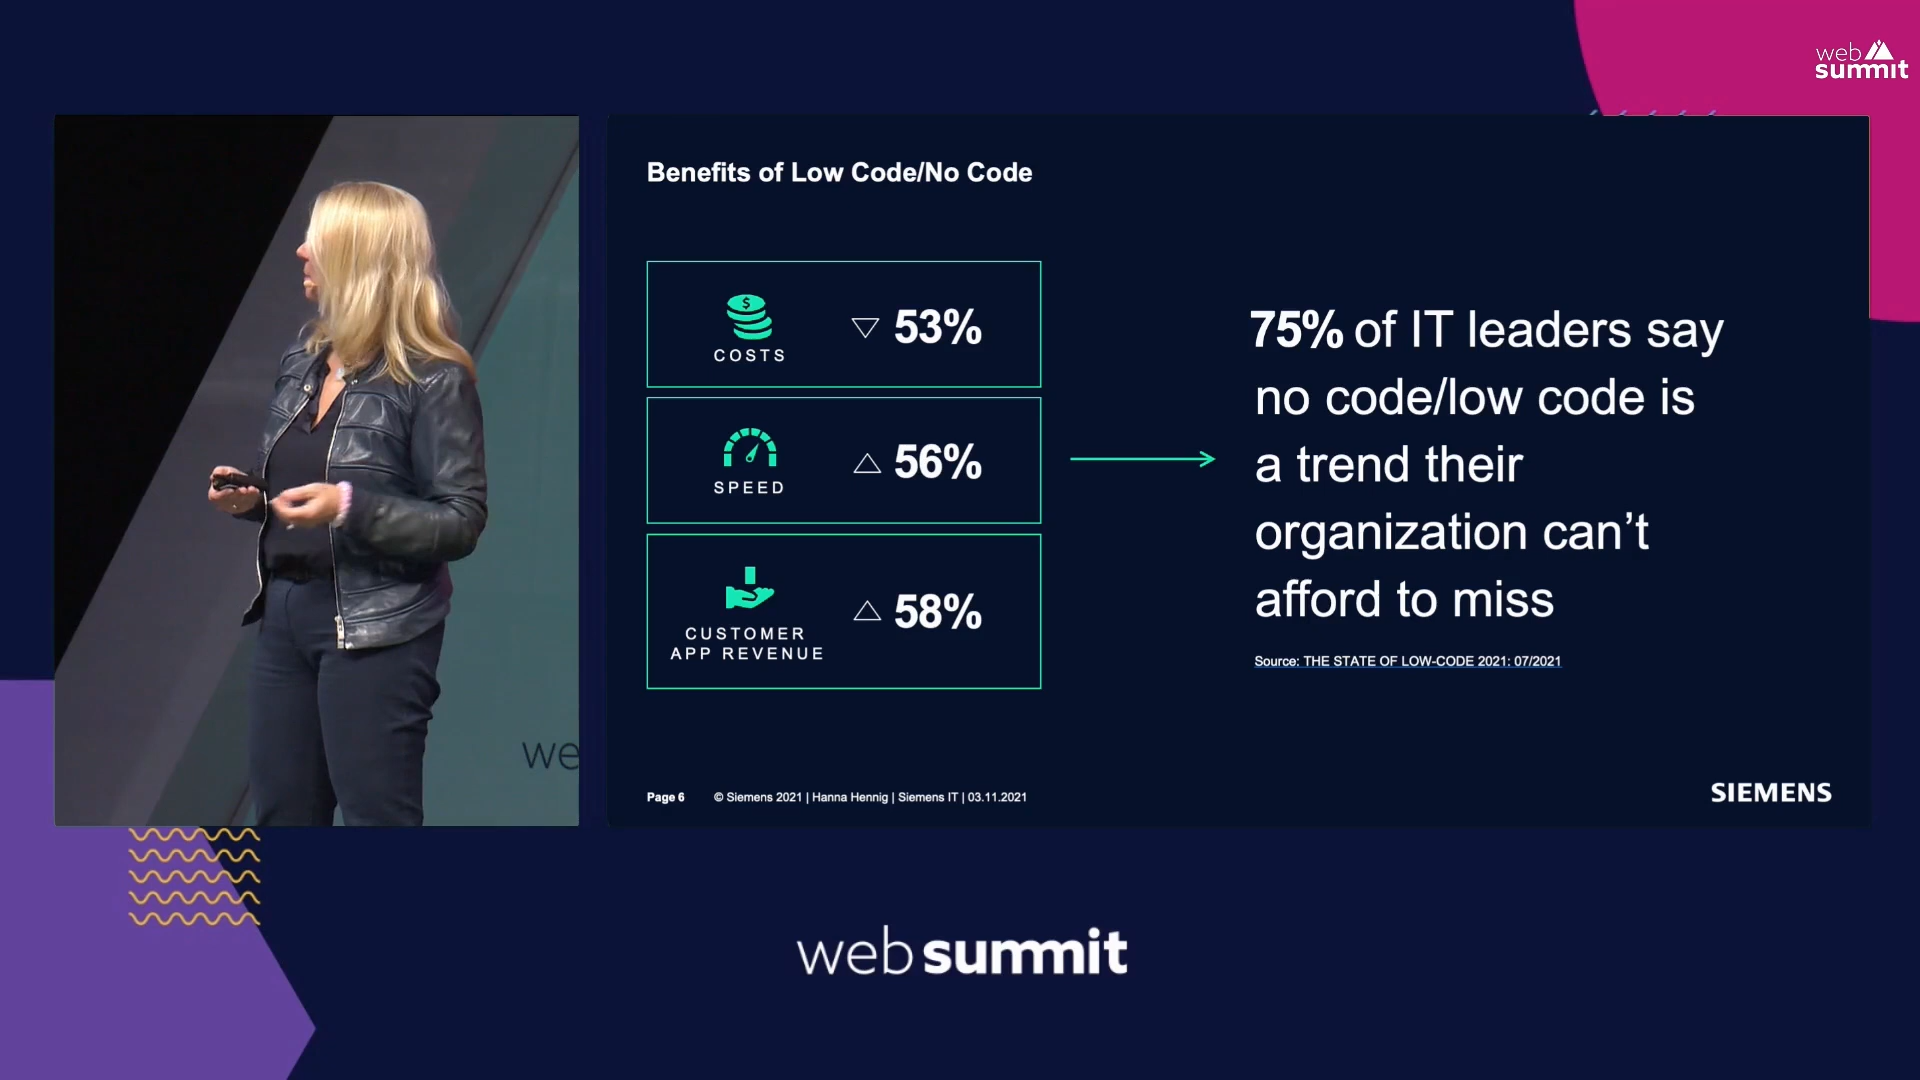 web
summit
Benefits of Low Code/No Code
$
COSTS
53%
SPEED
56%
CUSTOMER
APP REVENUE
58%
75% of IT leaders say
no code/low code is
a trend their
organization can’t
afford to miss
Source: THE STATE OF LOW-CODE 2021: 07/2021
Page 6 © Siemens 2021 | Hanna Hennig | Siemens IT | 03.11.2021
SIEMENS
we
web summit